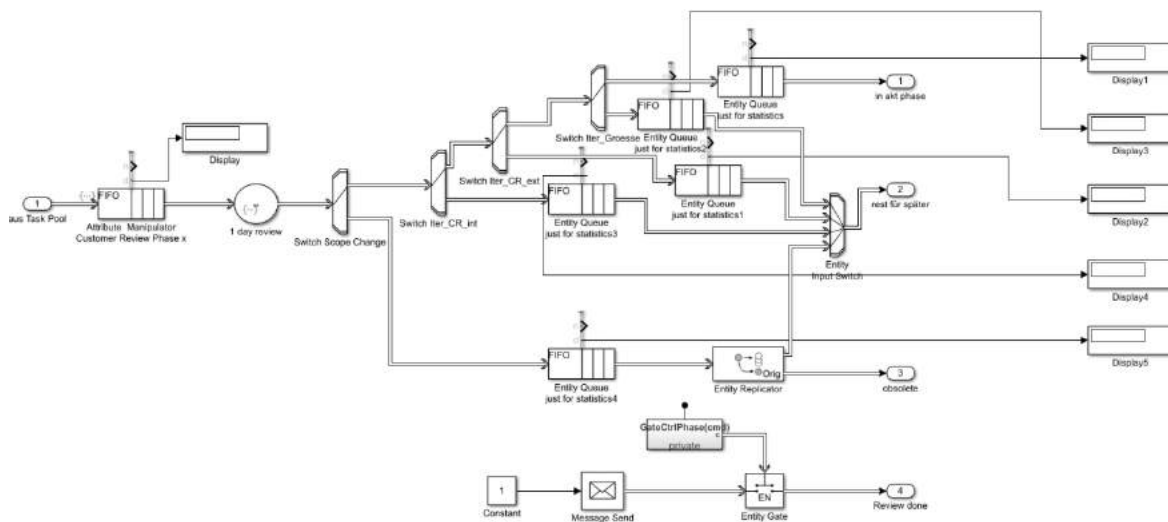 FIFO
Entity Queue
just for statistics
1
in akt phase
Display1
FIFO
Entity Queue
just for statistics2
Switch Iter_Groesse
Display3
Display
Switch Iter_CR_ext
FIFO
Entity Queue
just for statistics1
2
rest für später
Display2
1
aus Task Pool
FIFO
Attribute Manipulator
Customer Review Phase x
1 day review
Switch Scope Change
Switch Iter_CR_int
FIFO
Entity Queue
just for statistics3
Entity
Input Switch
Display4
FIFO
Entity Queue
just for statistics4
Orig
Entity Replicator
3
obsolete
Display5
GateCtrlPhase(cmd)
c
private
1
Constant
Message Send
EN
Entity Gate
4
Review done